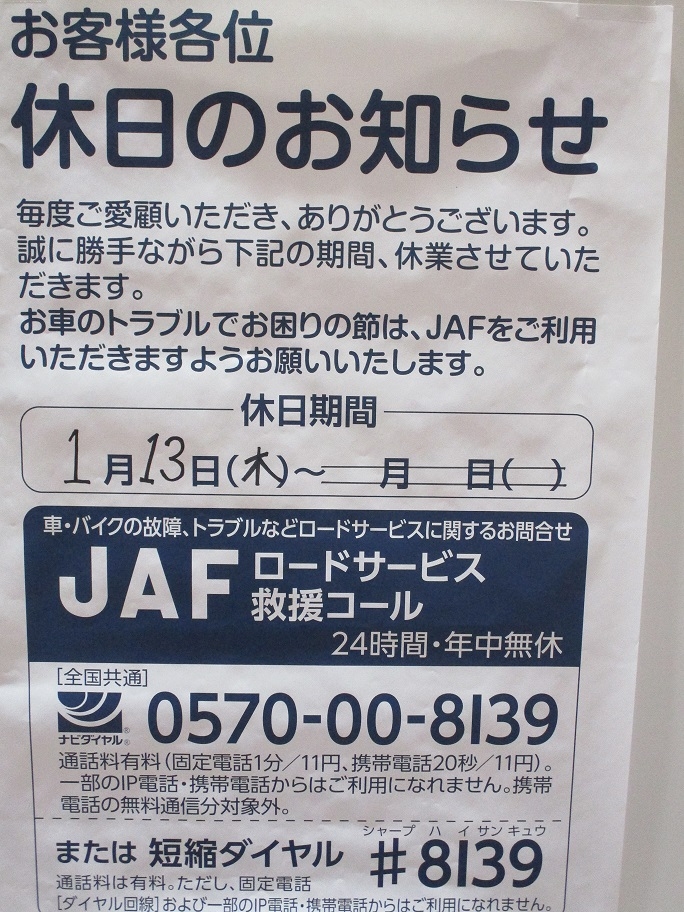 お客様各位
休日のお知らせ
毎度ご愛顧いただき、ありがとうございます。
誠に勝手ながら下記の期間、休業させていた
だきます。
お車のトラブルでお困りの節は、JAFをご利用
いただきますようお願いいたします。
休日期間
1月13日(木)～ 月 日( )
車・バイクの故障、トラブルなどロードサービスに関するお問合せ
JAF ロードサービス
救援コール
24時間・年中無休
[全国共通]
ナビダイヤル® 0570-00-8139
通話料有料(固定電話1分／11円、携帯電話20秒／11円)。
一部のIP電話・携帯電話からはご利用になれません。携帯
電話の無料通信分対象外。
シャープ ハ イ サン キュウ
または 短縮ダイヤル #8139
通話料は有料。ただし、固定電話
[ダイヤル回線]および一部のIP電話・携帯電話からはご利用になれません。